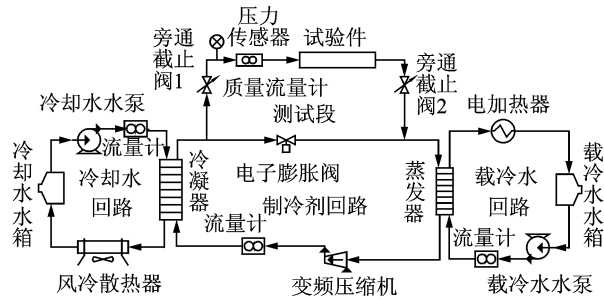 压力
传感器
旁通
截止
阀1
试验件
旁通
截止
阀2
质量流量计
测试段
冷却水水泵
流量计
电加热器
冷却水水箱
冷却水
回路
冷凝器
电子膨胀阀
制冷剂回路
蒸发器
载冷水
回路
载冷水水箱
流量计
流量计
风冷散热器
变频压缩机
载冷水水泵